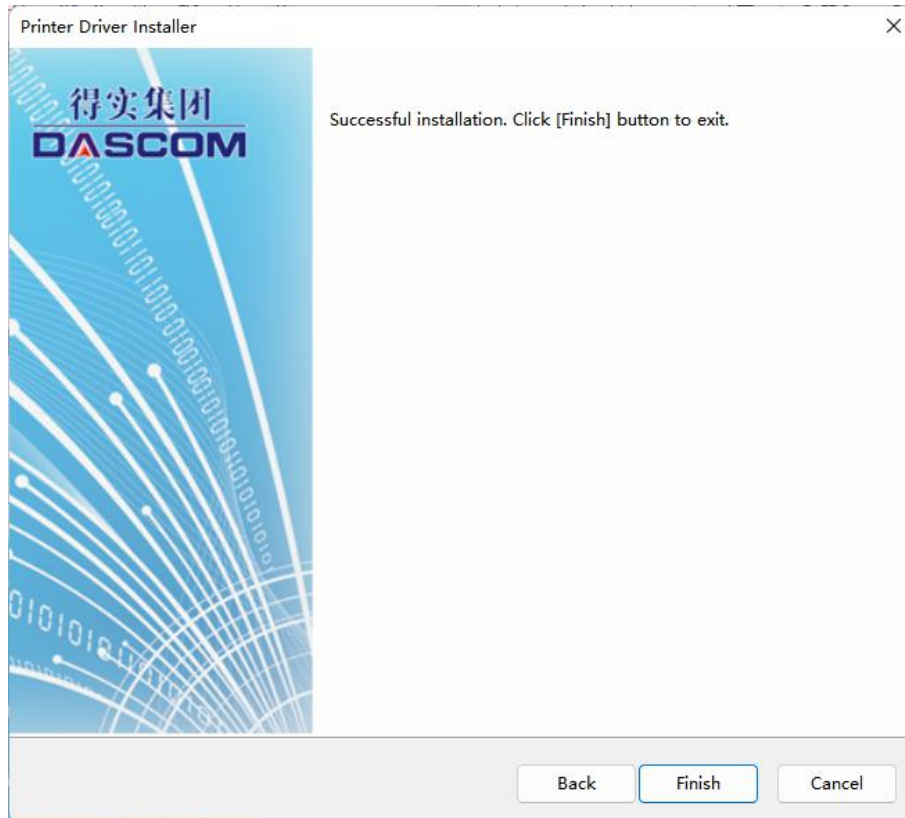 Printer Driver Installer
得实集团
DASCOM
Successful installation. Click [Finish] button to exit.
Back
Finish
Cancel